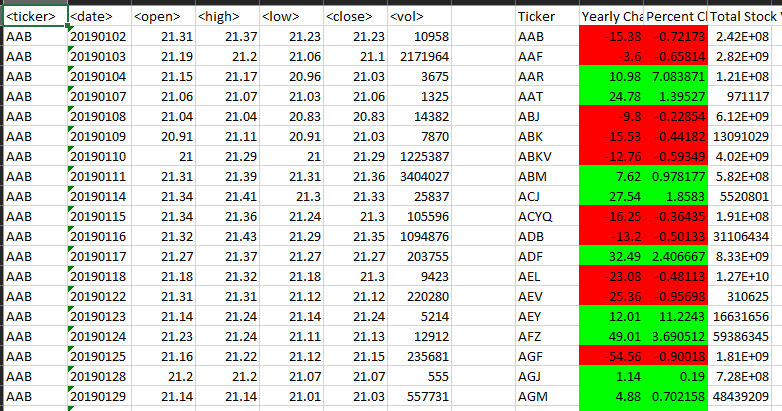 <ticker> <date> <open> <high> <low> <close> <vol> Ticker Yearly Cha Percent Cl Total Stock
AAB 20190102 21.31 21.37 21.23 21.23 10958 AAB -15.38 -0.72173 2.42E+08
AAB 20190103 21.19 21.2 21.06 21.1 2171964 AAF -3.6 -0.65814 2.82E+09
AAB 20190104 21.15 21.17 20.96 21.03 3675 AAR 10.98 7.083871 1.21E+08
AAB 20190107 21.06 21.07 21.03 21.06 1325 AAT 24.78 1.39527 971117
AAB 20190108 21.04 21.04 20.83 20.83 14382 ABJ -9.8 -0.22854 6.12E+09
AAB 20190109 20.91 21.11 20.91 21.03 7870 ABK -15.53 -0.44182 13091029
AAB 20190110 21 21.29 21 21.29 1225387 ABKV -12.76 -0.59349 4.02E+09
AAB 20190111 21.31 21.39 21.31 21.36 3404027 ABM 7.62 0.978177 5.82E+08
AAB 20190114 21.34 21.41 21.3 21.33 25837 ACJ 27.54 1.8583 5520801
AAB 20190115 21.34 21.36 21.24 21.3 105596 ACYQ -16.25 -0.36435 1.91E+08
AAB 20190116 21.32 21.43 21.29 21.35 1094876 ADB -13.2 -0.50133 31106434
AAB 20190117 21.27 21.37 21.27 21.27 203755 ADF 32.49 2.406667 8.33E+09
AAB 20190118 21.18 21.32 21.18 21.3 9423 AEL -23.08 -0.48113 1.27E+10
AAB 20190122 21.31 21.31 21.12 21.12 220280 AEV -25.36 -0.95698 310625
AAB 20190123 21.14 21.24 21.14 21.24 5214 AEY 12.01 11.2243 16631656
AAB 20190124 21.23 21.24 21.11 21.13 12912 AFZ 49.01 3.690512 59386345
AAB 20190125 21.16 21.22 21.12 21.15 235681 AGF -54.56 -0.90018 1.81E+09
AAB 20190128 21.2 21.2 21.07 21.07 555 AGJ 1.14 0.19 7.28E+08
AAB 20190129 21.14 21.14 21.01 21.03 557731 AGM 4.88 0.702158 48439209